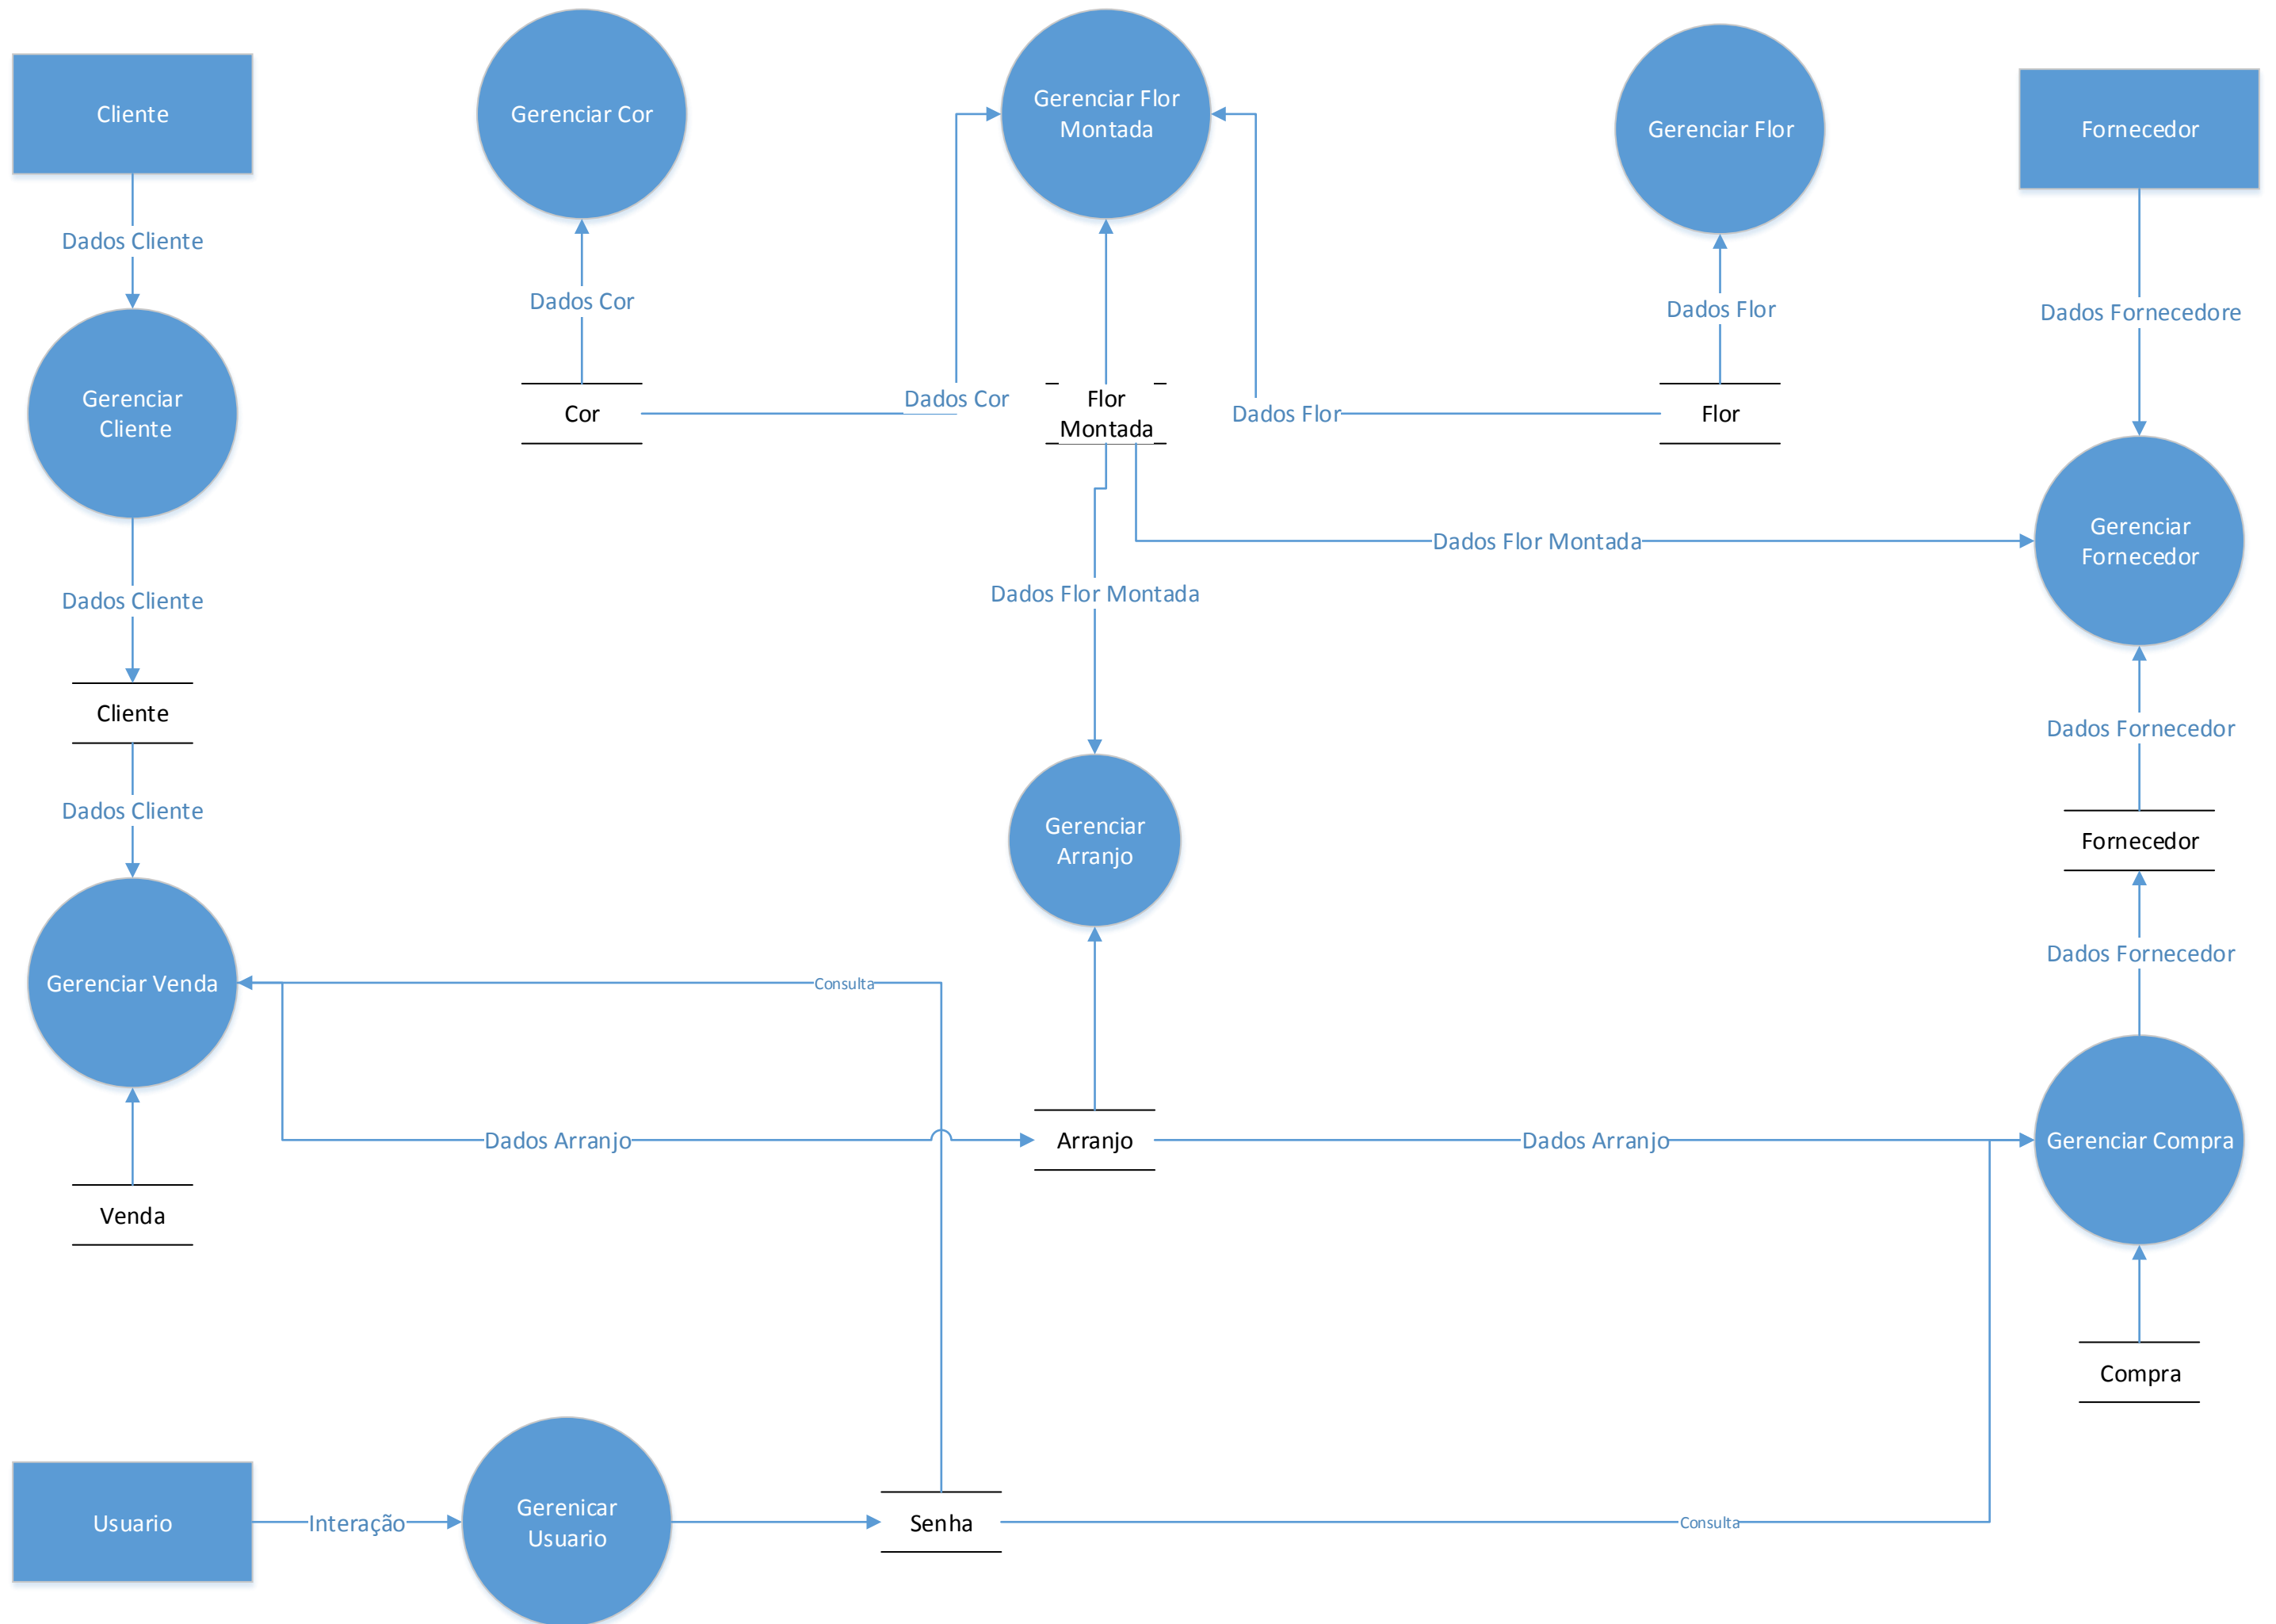 Cliente
Gerenciar Cor
Gerenciar Flor
Montada
Gerenciar Flor
Fornecedor
Dados Cliente
Dados Cor
Dados Flor
Dados Fornecedore
Gerenciar
Cliente
Cor
Dados Cor
Flor
Montada
Dados Flor
Flor
Dados Flor Montada
Gerenciar
Fornecedor
Dados Cliente
Dados Flor Montada
Cliente
Dados Fornecedor
Dados Cliente
Gerenciar
Arranjo
Fornecedor
Gerenciar Venda
Consulta
Dados Fornecedor
Dados Arranjo
Arranjo
Dados Arranjo
Gerenciar Compra
Venda
Compra
Usuario
Interação
Gerenicar
Usuario
Senha
Consulta